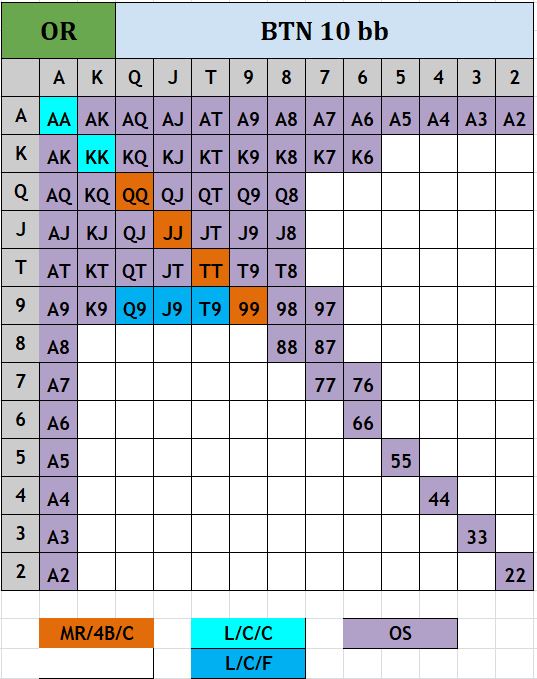 OR BTN 10 bb
A K Q J T 9 8 7 6 5 4 3 2
A AA AK AQ AJ AT A9 A8 A7 A6 A5 A4 A3 A2
K AK KK KQ KJ KT K9 K8 K7 K6
Q AQ KQ QQ QJ QT Q9 Q8
J AJ KJ QJ JJ JT J9 J8
T AT KT QT JT TT T9 T8
9 A9 K9 Q9 J9 T9 99 98 97
8 A8 88 87
7 A7 77 76
6 A6 66
5 A5 55
4 A4 44
3 A3 33
2 A2 22
MR/4B/C L/C/C OS
L/C/F